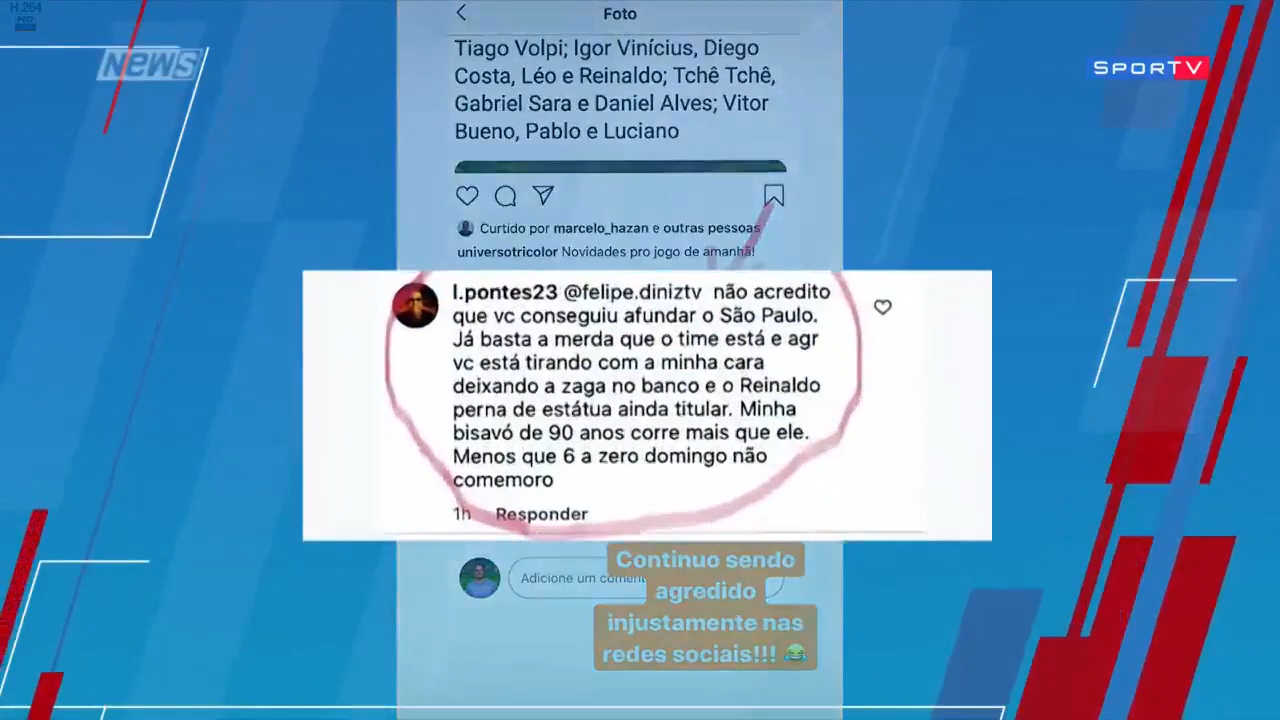 H.264
HD
Foto
NEWS
SPORTV
Tiago Volpi; Igor Vinícius, Diego
Costa, Léo e Reinaldo; Tchê Tchê,
Gabriel Sara e Daniel Alves; Vitor
Bueno, Pablo e Luciano
Curtido por marcelo_hazan e outras pessoas
universotricolor Novidades pro jogo de amanhã!
l.pontes23 @felipe.diniztv não acredito
que vc conseguiu afundar o São Paulo.
Já basta a merda que o time está e agr
vc está tirando com a minha cara
deixando a zaga no banco e o Reinaldo
perna de estátua ainda titular. Minha
bisavó de 90 anos corre mais que ele.
Menos que 6 a zero domingo não
comemoro
1h Responder
Adicione um coment
Continuo sendo
agredido
injustamente nas
redes sociais!!! 😂